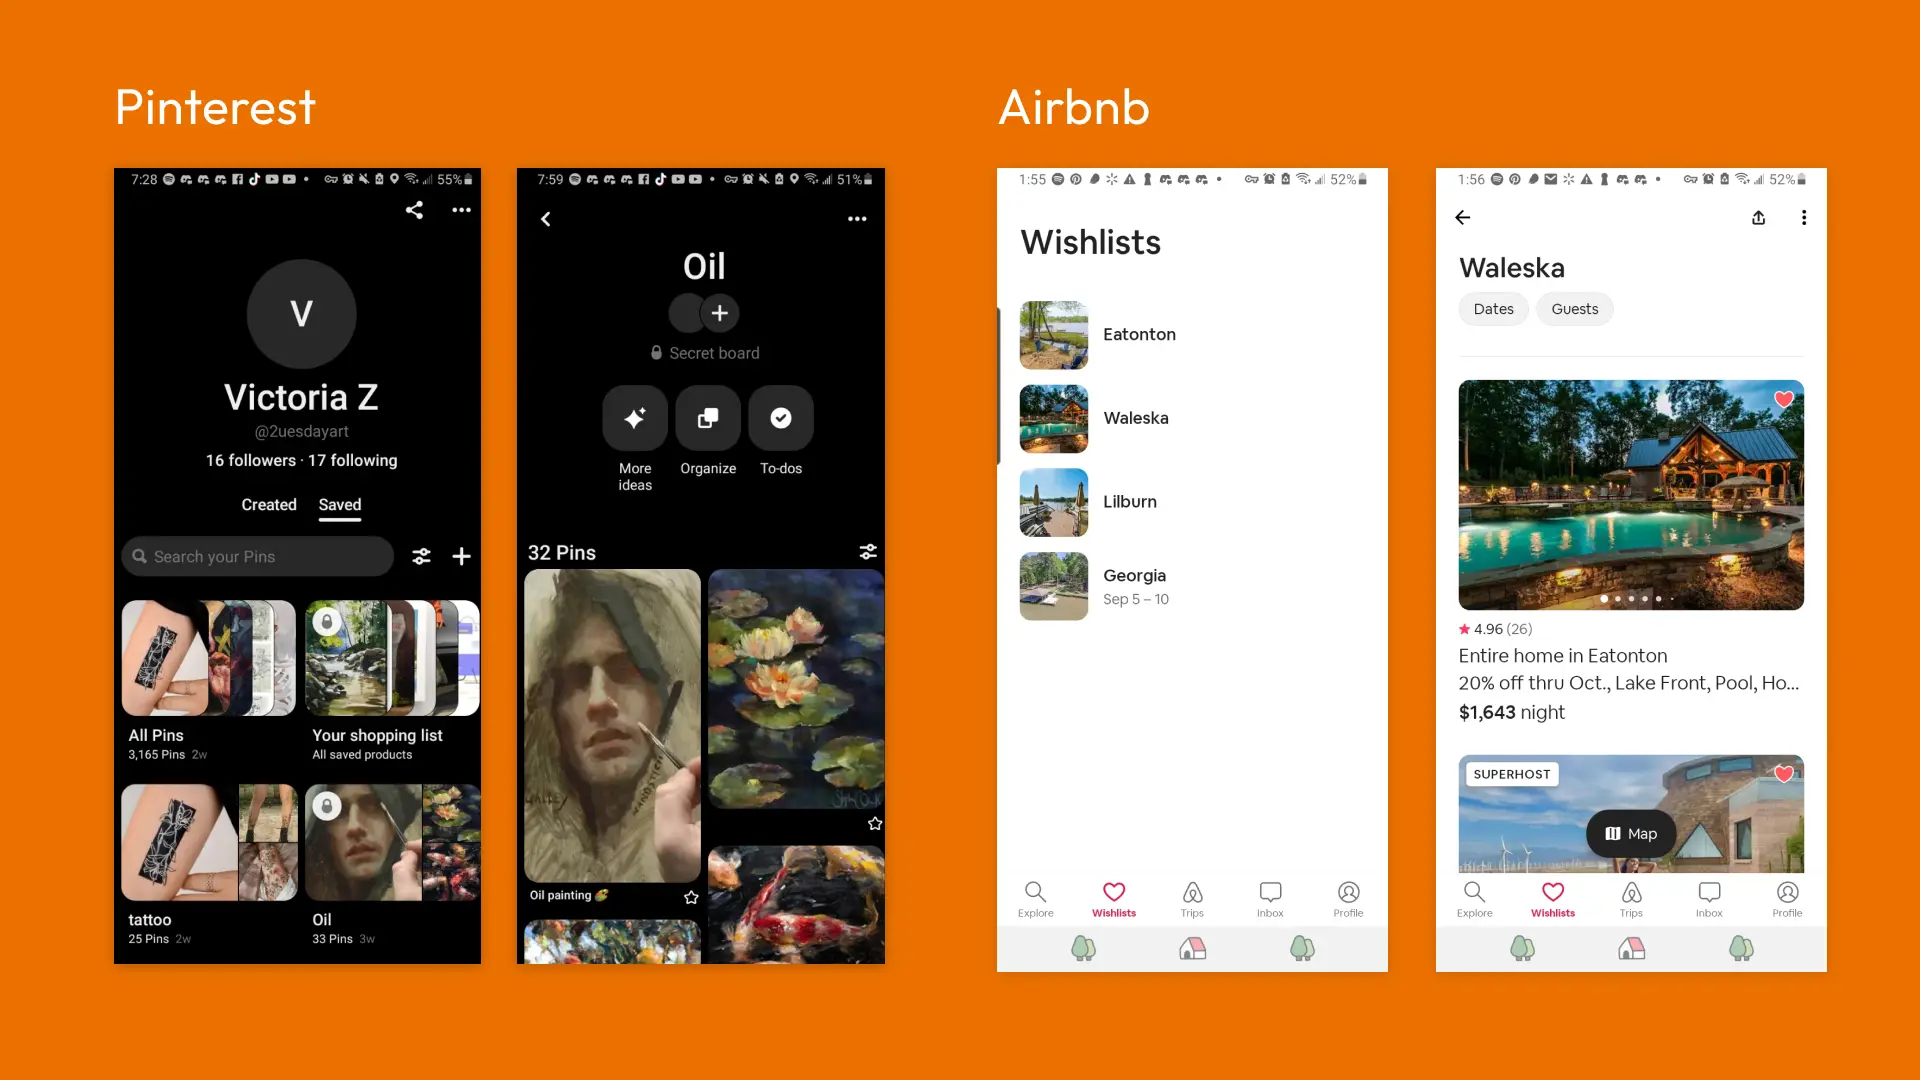 Pinterest
7:28 55%
V
Victoria Z
@2uesdayart
16 followers · 17 following
Created Saved
Search your Pins
All Pins
3,165 Pins 2w
Your shopping list
All saved products
tattoo
25 Pins 2w
Oil
33 Pins 3w
7:59 51%
Oil
Secret board
More
ideas
Organize
To-dos
32 Pins
Oil painting 🎨
Airbnb
1:55 52%
Wishlists
Eatonton
Waleska
Lilburn
Georgia
Sep 5 – 10
Explore Wishlists Trips Inbox Profile
1:56 52%
Waleska
Dates Guests
4.96 (26)
Entire home in Eatonton
20% off thru Oct., Lake Front, Pool, Ho...
$1,643 night
SUPERHOST
Map
Explore Wishlists Trips Inbox Profile